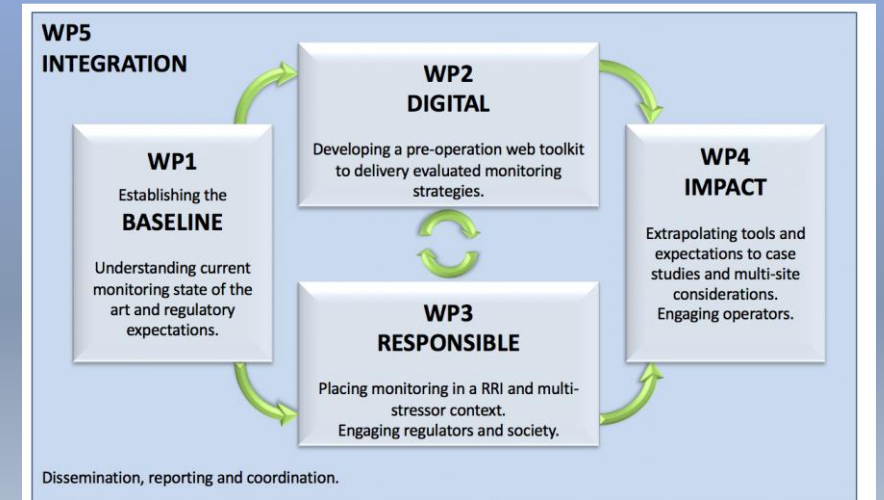 WP5
INTEGRATION
WP1
Establishing the
BASELINE
Understanding current
monitoring state of the
art and regulatory
expectations.
WP2
DIGITAL
Developing a pre-operation web toolkit
to delivery evaluated monitoring
strategies.
WP3
RESPONSIBLE
Placing monitoring in a RRI and multi-
stressor context.
Engaging regulators and society.
WP4
IMPACT
Extrapolating tools and
expectations to case
studies and multi-site
considerations.
Engaging operators.
Dissemination, reporting and coordination.